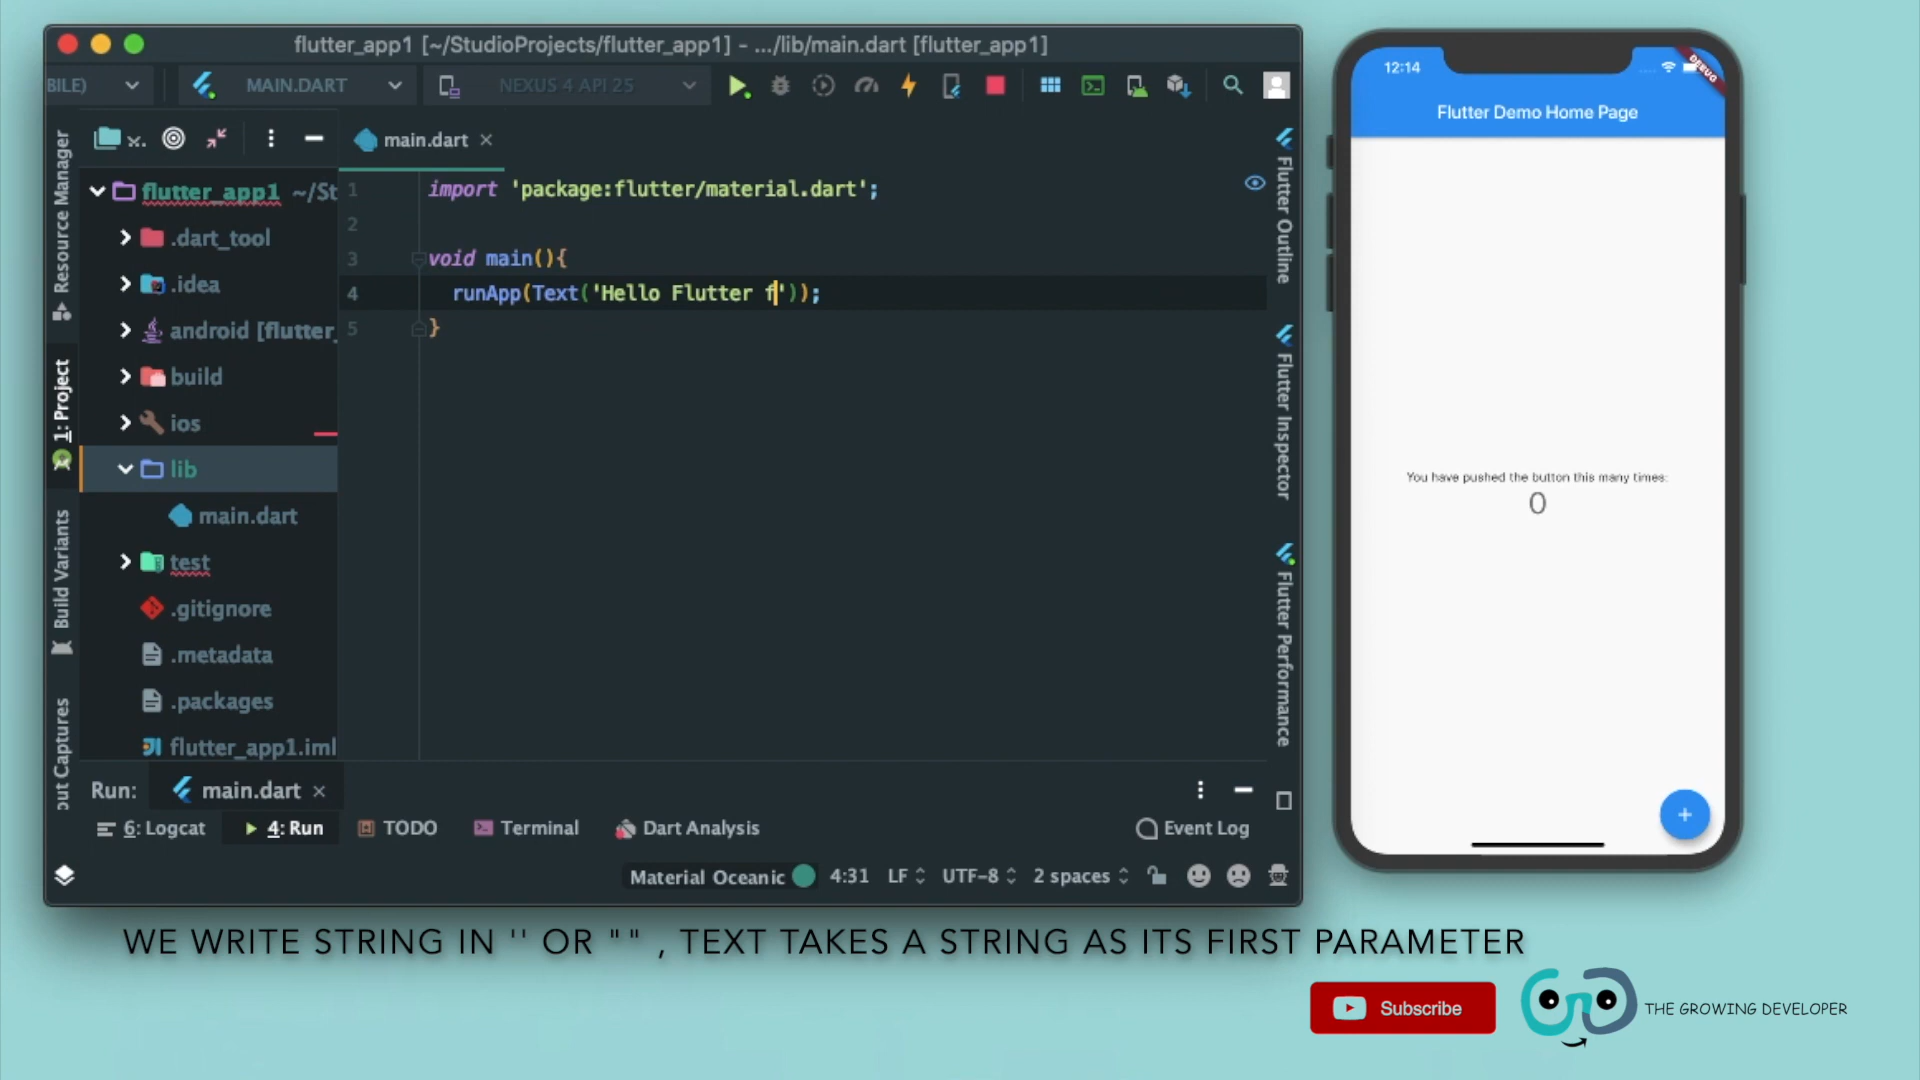 flutter_app1 [~/StudioProjects/flutter_app1] - .../lib/main.dart [flutter_app1]
BILE)
MAIN.DART
NEXUS 4 API 25
x.
main.dart
Resource Manager
1: Project
Build Variants
out Captures
flutter_app1 ~/St
.dart_tool
.idea
android [flutter_
build
ios
lib
main.dart
test
.gitignore
.metadata
.packages
flutter_app1.iml
1 import 'package:flutter/material.dart';
2
3 void main(){
4 runApp(Text('Hello Flutter f'));
5 }
Flutter Outline
Flutter Inspector
Flutter Performance
Run: main.dart
6: Logcat
4: Run
TODO
Terminal
Dart Analysis
Event Log
Material Oceanic
4:31
LF
UTF-8
2 spaces
12:14
DEBUG
Flutter Demo Home Page
You have pushed the button this many times:
0
+
WE WRITE STRING IN '' OR "" , TEXT TAKES A STRING AS ITS FIRST PARAMETER
Subscribe
THE GROWING DEVELOPER